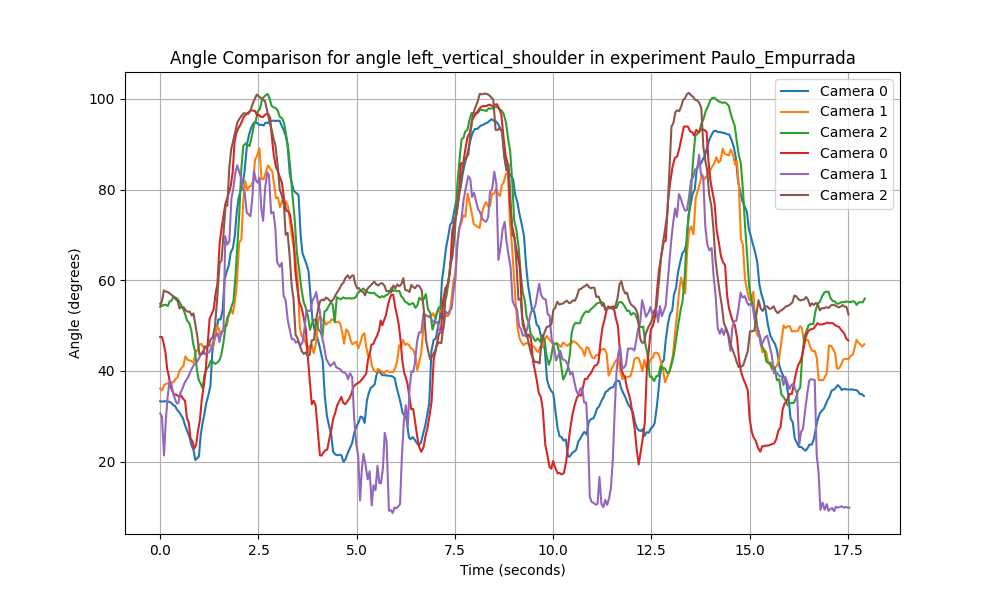 Angle Comparison for angle left_vertical_shoulder in experiment Paulo_Empurrada
Camera 0
Camera 1
Camera 2
Camera 0
Camera 1
Camera 2
Angle (degrees)
100
80
60
40
20
0.0 2.5 5.0 7.5 10.0 12.5 15.0 17.5
Time (seconds)